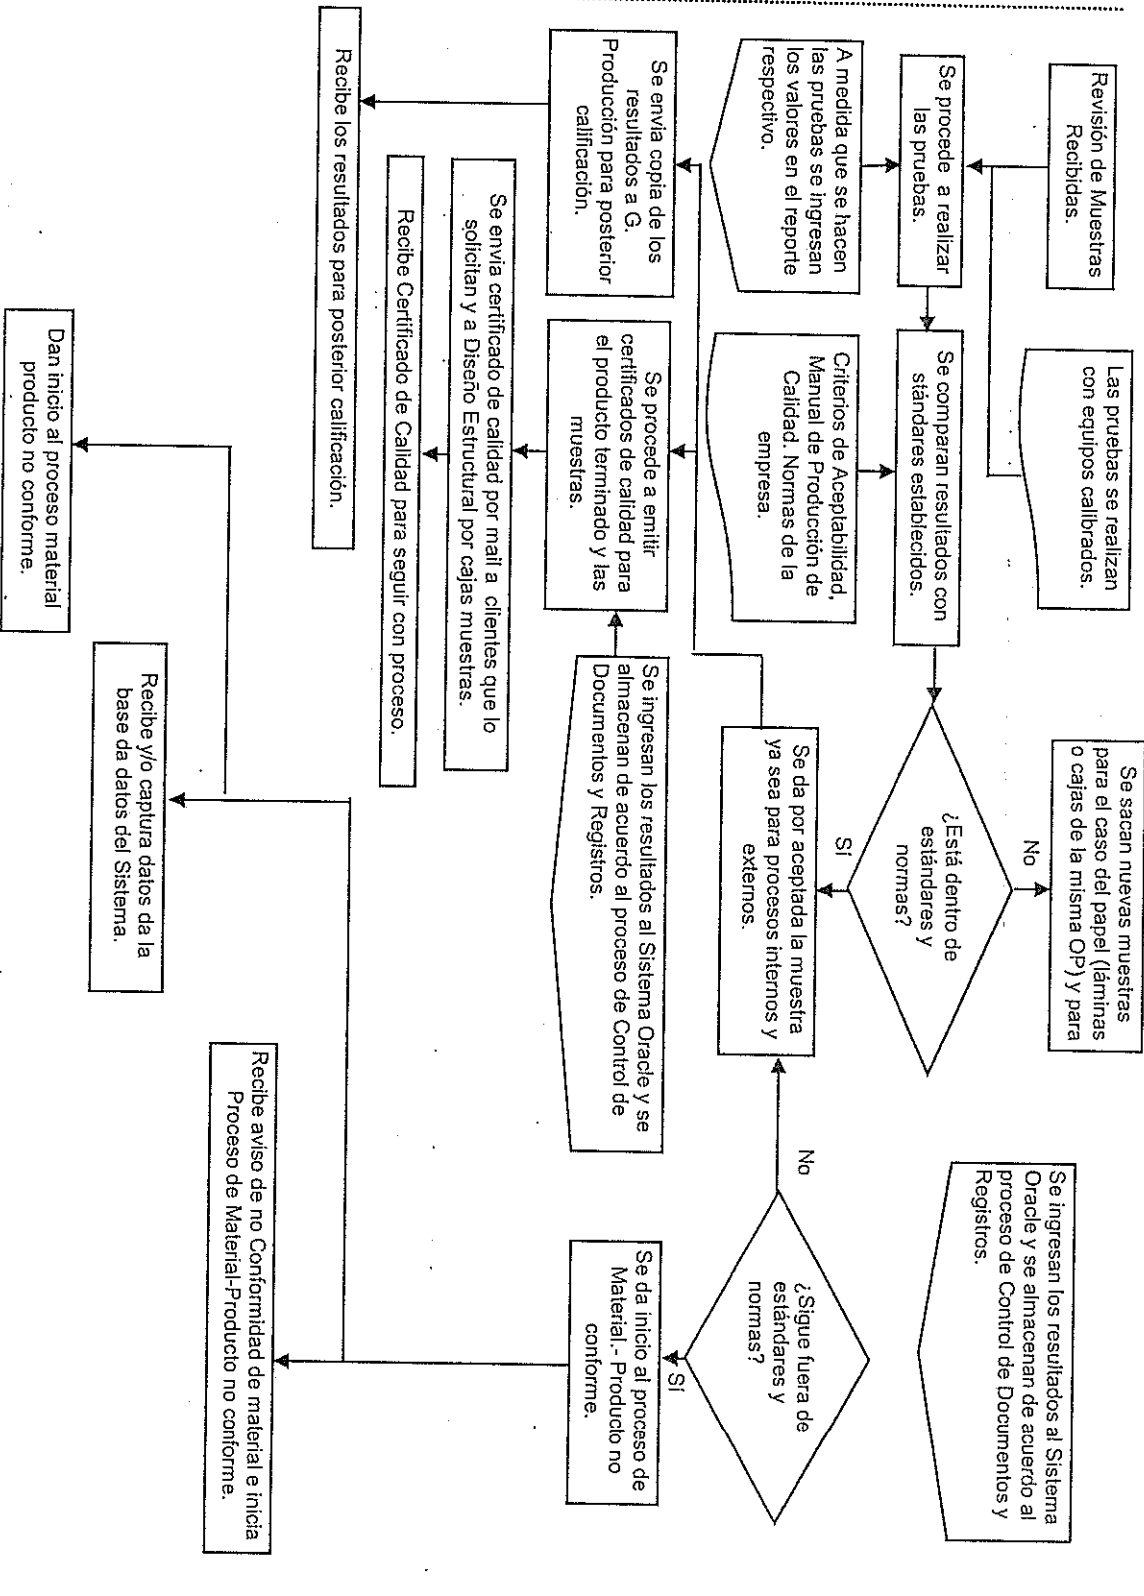 Revisión de Muestras
Recibidas.
Las pruebas se realizan
con equipos calibrados.
Se sacan nuevas muestras
para el caso del papel (láminas
o cajas de la misma OP) y para
Se procede a realizar
las pruebas.
Se comparan resultados con
stándares establecidos.
¿Está dentro de
estándares y
normas?
No
Sí
Se ingresan los resultados al Sistema
Oracle y se almacenan de acuerdo al
proceso de Control de Documentos y
Registros.
A medida que se hacen
las pruebas se ingresan
los valores en el reporte
respectivo.
Criterios de Aceptabilidad,
Manual de Producción de
Calidad. Normas de la
empresa.
Se da por aceptada la muestra
ya sea para procesos internos y
externos.
No
¿Sigue fuera de
estándares y
normas?
Sí
Se envia copia de los
resultados a G.
Producción para posterior
calificación.
Se procede a emitir
certificados de calidad para
el producto terminado y las
muestras.
Se ingresan los resultados al Sistema Oracle y se
almacenan de acuerdo al proceso de Control de
Documentos y Registros.
Se da inicio al proceso de
Material.- Producto no
conforme.
Se envia certificado de calidad por mail a clientes que lo
solicitan y a Diseño Estructural por cajas muestras.
Recibe Certificado de Calidad para seguir con proceso.
Recibe los resultados para posterior calificación.
Recibe aviso de no Conformidad de material e inicia
Proceso de Material-Producto no conforme.
Recibe y/o captura datos da la
base da datos del Sistema.
Dan inicio al proceso material
producto no conforme.